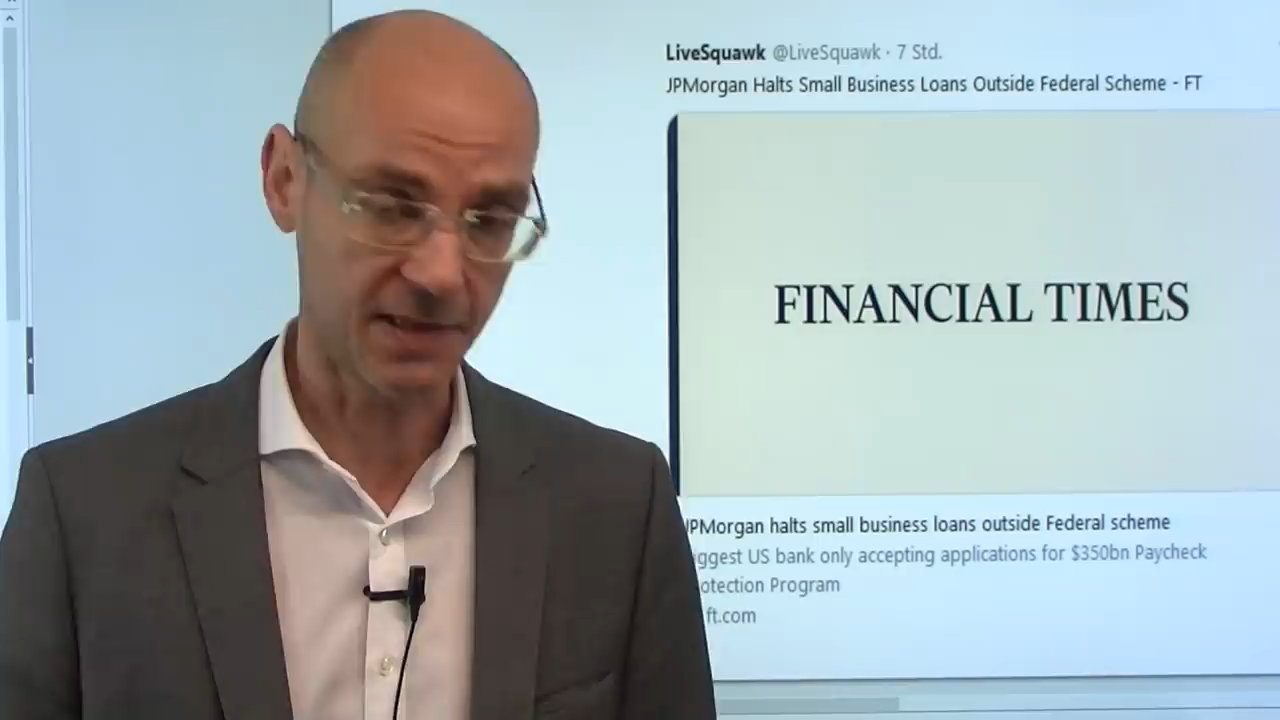 LiveSquawk @LiveSquawk · 7 Std.
JPMorgan Halts Small Business Loans Outside Federal Scheme - FT
FINANCIAL TIMES
JPMorgan halts small business loans outside Federal scheme
ggest US bank only accepting applications for $350bn Paycheck
otection Program
ft.com